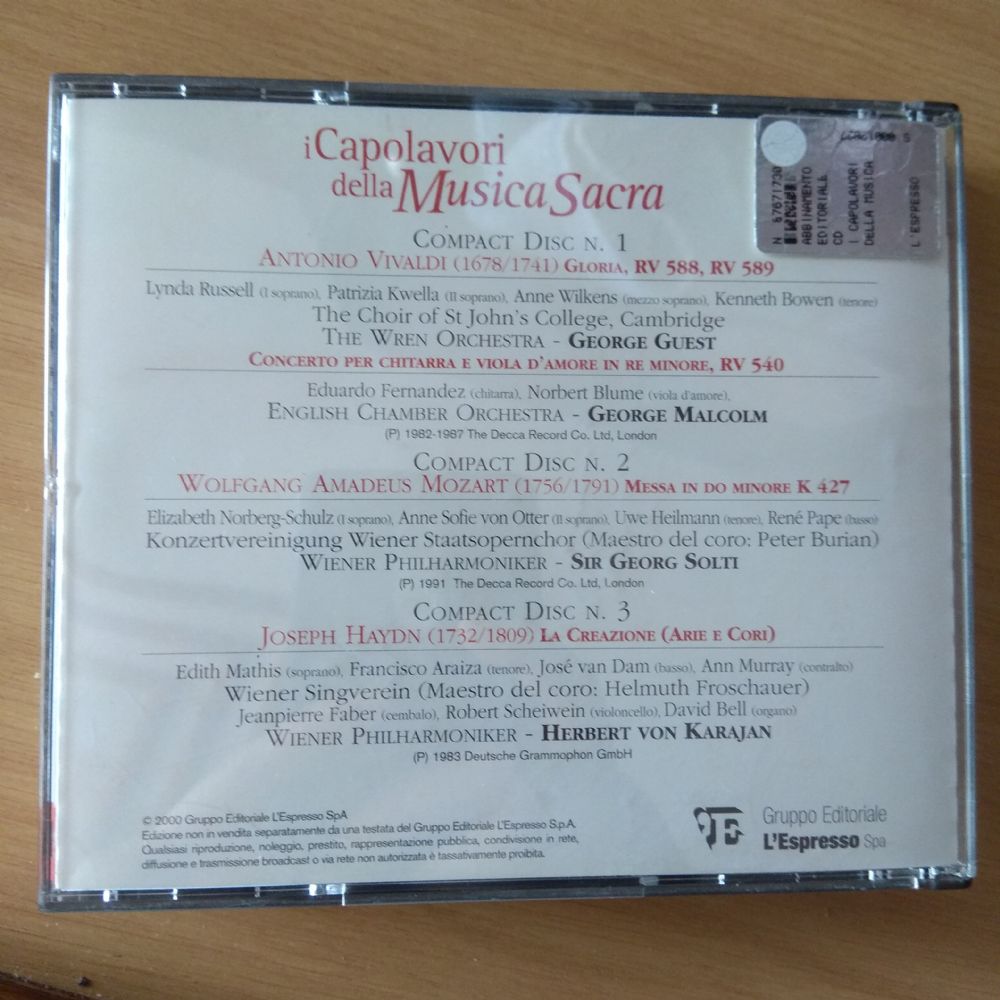 i Capolavori
della Musica Sacra
COMPACT DISC N. 1
ANTONIO VIVALDI (1678/1741) GLORIA, RV 588, RV 589
Lynda Russell (I soprano), Patrizia Kwella (II soprano), Anne Wilkens (mezzo soprano), Kenneth Bowen (tenore)
The Choir of St John's College, Cambridge
THE WREN ORCHESTRA - GEORGE GUEST
CONCERTO PER CHITARRA E VIOLA D'AMORE IN RE MINORE, RV 540
Eduardo Fernandez (chitarra), Norbert Blume (viola d'amore),
ENGLISH CHAMBER ORCHESTRA - GEORGE MALCOLM
(P) 1982-1987 The Decca Record Co. Ltd, London
COMPACT DISC N. 2
WOLFGANG AMADEUS MOZART (1756/1791) MESSA IN DO MINORE K 427
Elizabeth Norberg-Schulz (I soprano), Anne Sofie von Otter (II soprano), Uwe Heilmann (tenore), René Pape (basso)
Konzertvereinigung Wiener Staatsopernchor (Maestro del coro: Peter Burian)
WIENER PHILHARMONIKER - SIR GEORG SOLTI
(P) 1991 The Decca Record Co. Ltd, London
COMPACT DISC N. 3
JOSEPH HAYDN (1732/1809) LA CREAZIONE (ARIE E CORI)
Edith Mathis (soprano), Francisco Araiza (tenore), José van Dam (basso), Ann Murray (contralto)
Wiener Singverein (Maestro del coro: Helmuth Froschauer)
Jeanpierre Faber (cembalo), Robert Scheiwein (violoncello), David Bell (organo)
WIENER PHILHARMONIKER - HERBERT VON KARAJAN
(P) 1983 Deutsche Grammophon GmbH
© 2000 Gruppo Editoriale L'Espresso SpA
Edizione non in vendita separatamente da una testata del Gruppo Editoriale L'Espresso S.p.A.
Qualsiasi riproduzione, noleggio, prestito, rappresentazione pubblica, condivisione in rete,
diffusione e trasmissione broadcast o via rete non autorizzata è tassativamente proibita.
Gruppo Editoriale
L'Espresso Spa
N 67671730
ABBINAMENTO
EDITORIALE
CD
I CAPOLAVORI
DELLA MUSICA
L'ESPRESSO